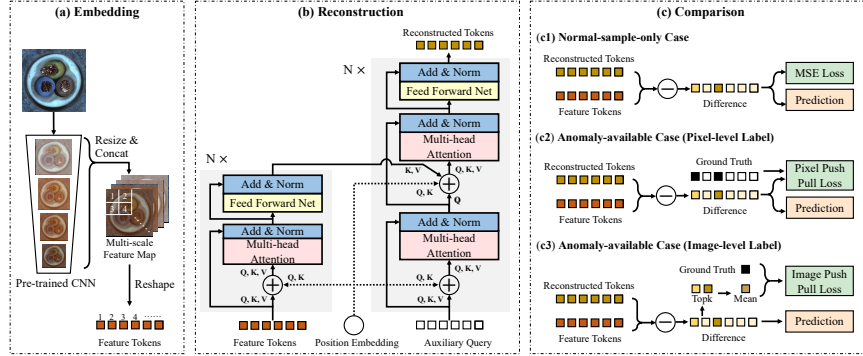 (a) Embedding
Resize &
Concat
1 2
3 4
Multi-scale
Feature Map
Pre-trained CNN
Reshape
1 2 3 4 ......
Feature Tokens
(b) Reconstruction
Reconstructed Tokens
N ×
Add & Norm
Feed Forward Net
Add & Norm
Multi-head
Attention
K, V
Q, K, V
Q, K
Q
N ×
Add & Norm
Feed Forward Net
Add & Norm
Multi-head
Attention
Q, K, V
Q, K
Q, K, V
Add & Norm
Multi-head
Attention
Q, K, V
Q, K
Q, K, V
Feature Tokens
Position Embedding
Auxiliary Query
(c) Comparison
(c1) Normal-sample-only Case
Reconstructed Tokens
Feature Tokens
Difference
MSE Loss
Prediction
(c2) Anomaly-available Case (Pixel-level Label)
Reconstructed Tokens
Feature Tokens
Ground Truth
Difference
Pixel Push
Pull Loss
Prediction
(c3) Anomaly-available Case (Image-level Label)
Reconstructed Tokens
Feature Tokens
Ground Truth
Topk
Mean
Difference
Image Push
Pull Loss
Prediction